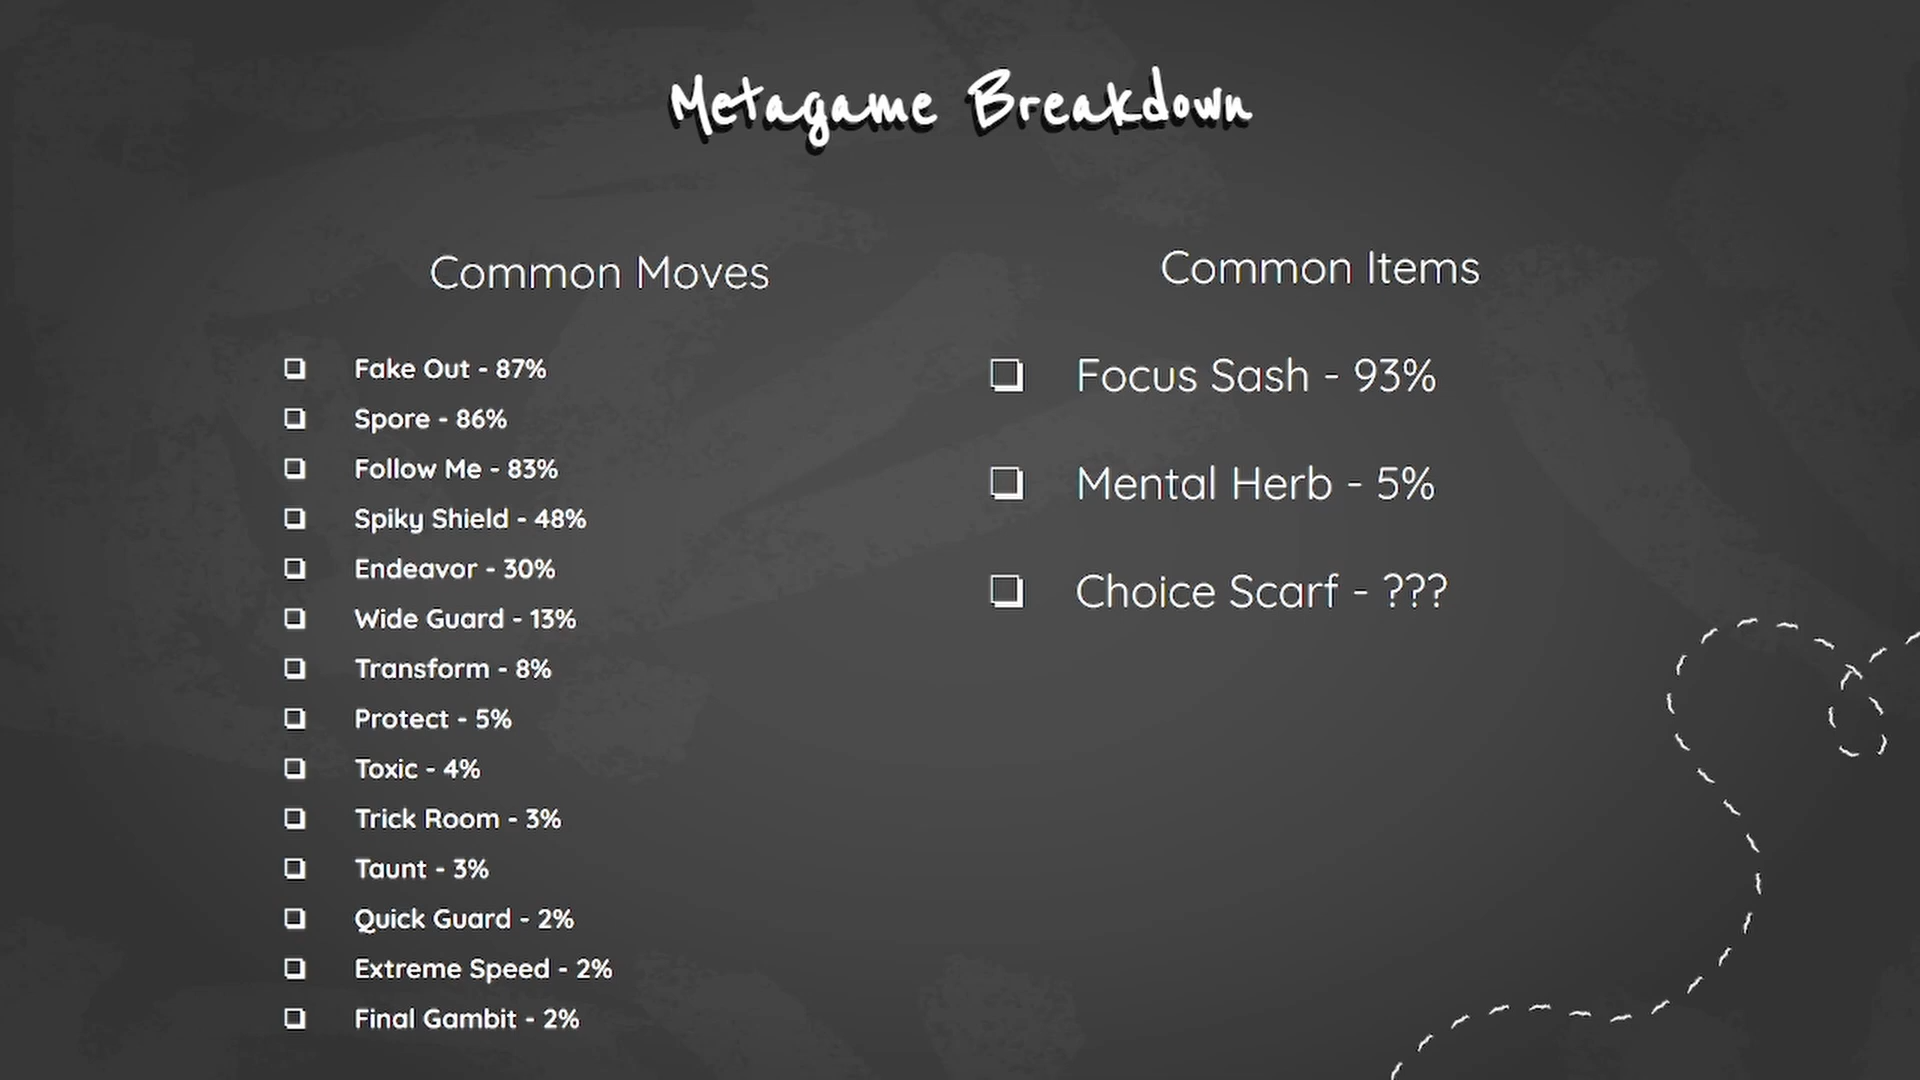 Metagame Breakdown
Common Moves
Fake Out - 87%
Spore - 86%
Follow Me - 83%
Spiky Shield - 48%
Endeavor - 30%
Wide Guard - 13%
Transform - 8%
Protect - 5%
Toxic - 4%
Trick Room - 3%
Taunt - 3%
Quick Guard - 2%
Extreme Speed - 2%
Final Gambit - 2%
Common Items
Focus Sash - 93%
Mental Herb - 5%
Choice Scarf - ???